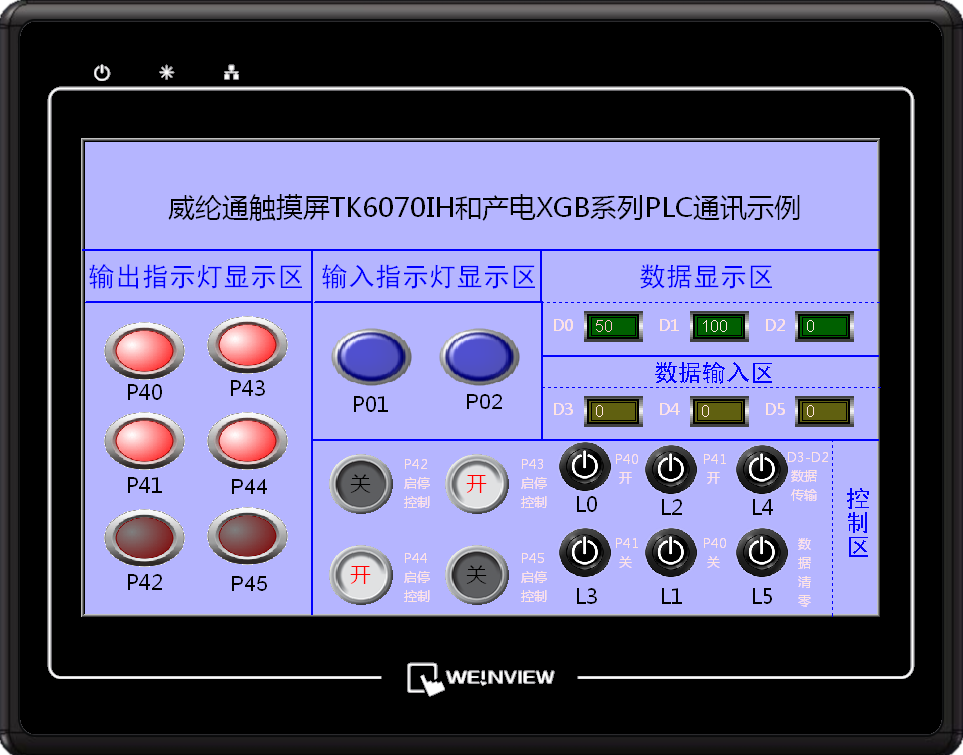 威纶通触摸屏TK6070IH和产电XGB系列PLC通讯示例
输出指示灯显示区
输入指示灯显示区
数据显示区
D0 50 D1 100 D2 0
数据输入区
D3 0 D4 0 D5 0
P40
P43
P41
P44
P42
P45
P01
P02
关
P42
启停
控制
开
P43
启停
控制
开
P44
启停
控制
关
P45
启停
控制
L0
P40
开
L2
P41
开
L4
D3-D2
数据
传输
L3
P41
关
L1
P40
关
L5
数
据
清
零
控
制
区
WE!NVIEW